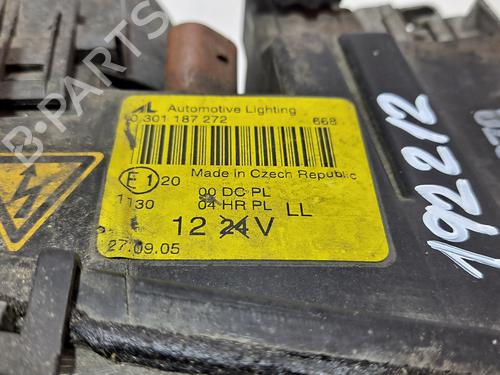 AL Automotive Lighting
0 301 187 272 668
Made in Czech Republic
E1 20 00 DC PL
1130 04 HR PL LL
12 24 V
27.09.05
192212
B-PARTS